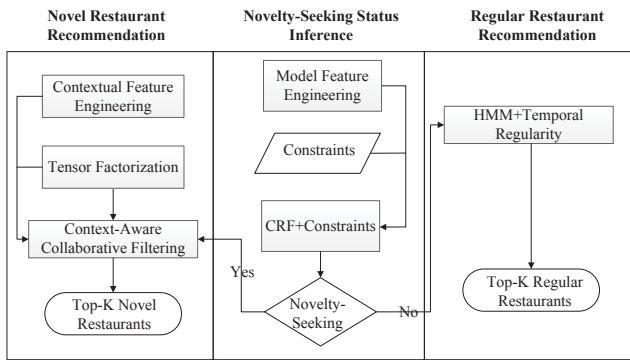 Novel Restaurant
Recommendation
Novelty-Seeking Status
Inference
Regular Restaurant
Recommendation
Contextual Feature
Engineering
Tensor Factorization
Context-Aware
Collaborative Filtering
Top-K Novel
Restaurants
Model Feature
Engineering
Constraints
CRF+Constraints
Yes
Novelty-
Seeking
No
HMM+Temporal
Regularity
Top-K Regular
Restaurants